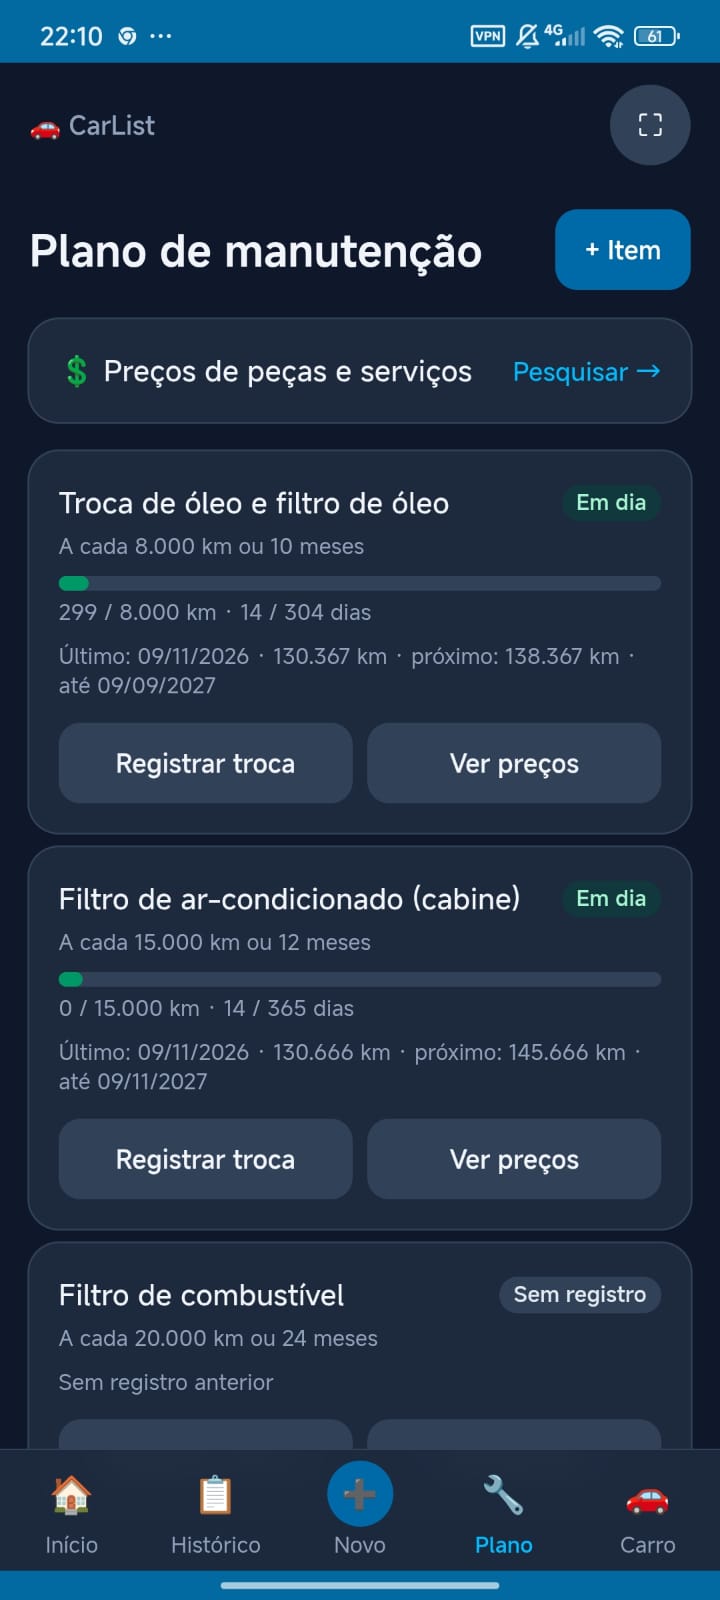 22:10
VPN 4G 61
CarList
Plano de manutenção
+ Item
Preços de peças e serviços Pesquisar →
Troca de óleo e filtro de óleo Em dia
A cada 8.000 km ou 10 meses
299 / 8.000 km · 14 / 304 dias
Último: 09/11/2026 · 130.367 km · próximo: 138.367 km ·
até 09/09/2027
Registrar troca Ver preços
Filtro de ar-condicionado (cabine) Em dia
A cada 15.000 km ou 12 meses
0 / 15.000 km · 14 / 365 dias
Último: 09/11/2026 · 130.666 km · próximo: 145.666 km ·
até 09/11/2027
Registrar troca Ver preços
Filtro de combustível Sem registro
A cada 20.000 km ou 24 meses
Sem registro anterior
Início Histórico Novo Plano Carro